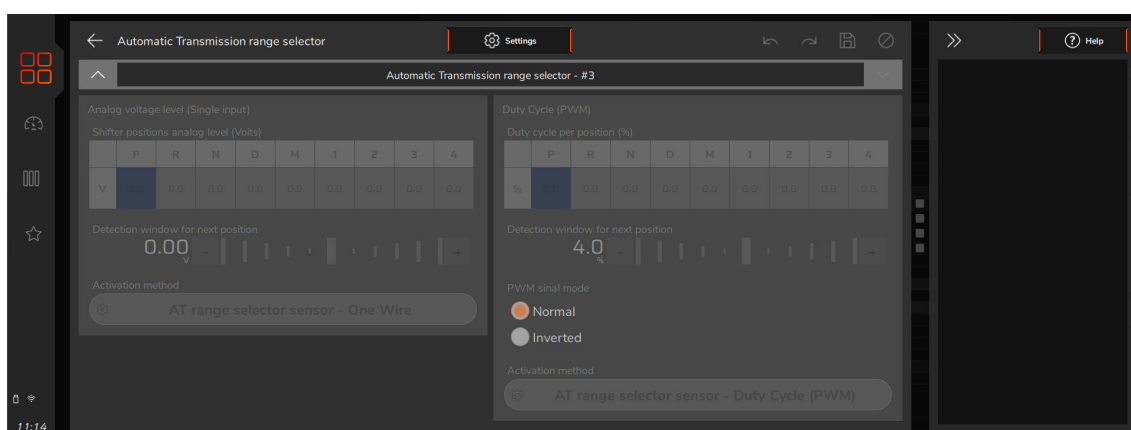 Automatic Transmission range selector
Settings
Help
Automatic Transmission range selector - #3
Analog voltage level (Single input)
Shifter positions analog level (Volts)
P R N D M 1 2 3 4
V 0.0 0.0 0.0 0.0 0.0 0.0 0.0 0.0 0.0
Detection window for next position
0.00 - +
V
Activation method
AT range selector sensor - One Wire
Duty Cycle (PWM)
Duty cycle per position (%)
P R N D M 1 2 3 4
% 0.0 0.0 0.0 0.0 0.0 0.0 0.0 0.0 0.0
Detection window for next position
4.0 - +
%
PWM sinal mode
Normal
Inverted
Activation method
AT range selector sensor - Duty Cycle (PWM)
11:14